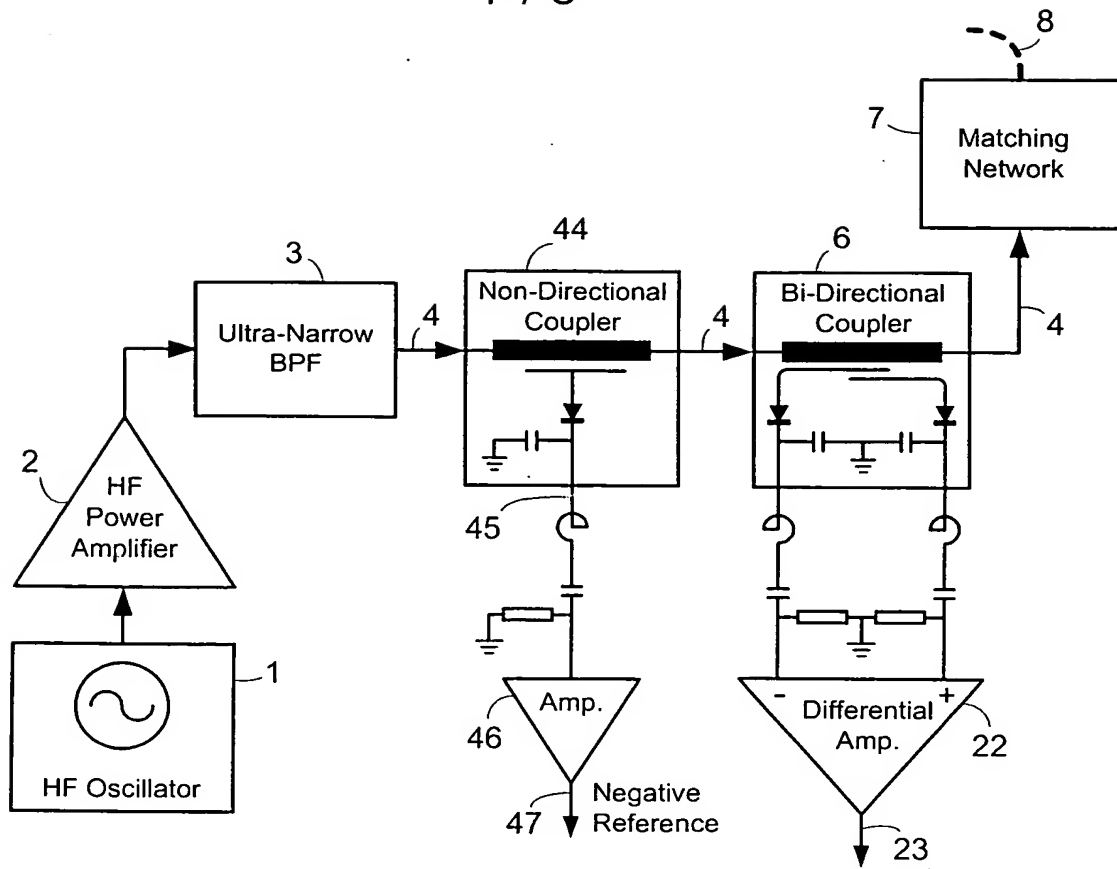 8
7
Matching
Network
44
6
3
Non-Directional
Coupler
Bi-Directional
Coupler
4
4
4
Ultra-Narrow
BPF
2
HF
Power
Amplifier
45
1
- +
Amp.
Differential
Amp.
46
22
HF Oscillator
47
Negative
Reference
23